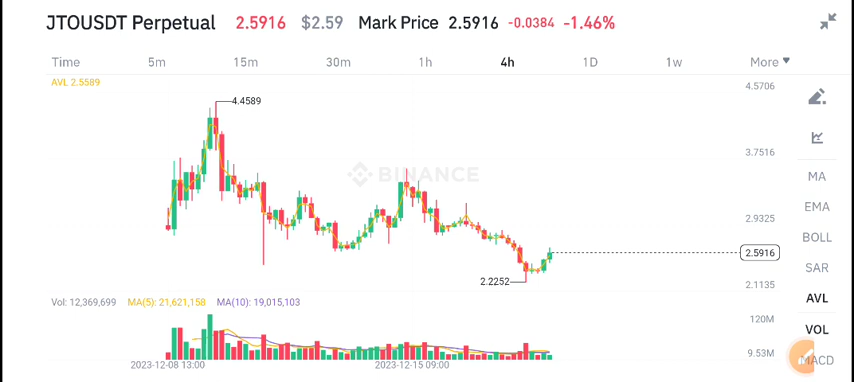 JTOUSDT Perpetual 2.5916 $2.59 Mark Price 2.5916 -0.0384 -1.46%
Time 5m 15m 30m 1h 4h 1D 1w More
AVL 2.5589
4.5706
4.4589
3.7516
BINANCE
MA
EMA
2.9325
BOLL
2.5916
SAR
2.2252
2.1135
AVL
Vol: 12,369,699 MA(5): 21,621,158 MA(10): 19,015,103
120M
VOL
9.53M
MACD
2023-12-08 13:00 2023-12-15 09:00